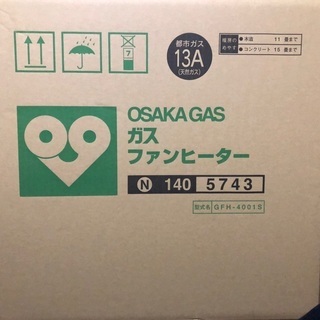 7
都市ガス
13A
(天然ガス)
暖房の
めやす
●木造 11 畳まで
●コンクリート 15 畳まで
OSAKA GAS
ガス
ファンヒーター
N 140 5743
型式名 GFH-4001S